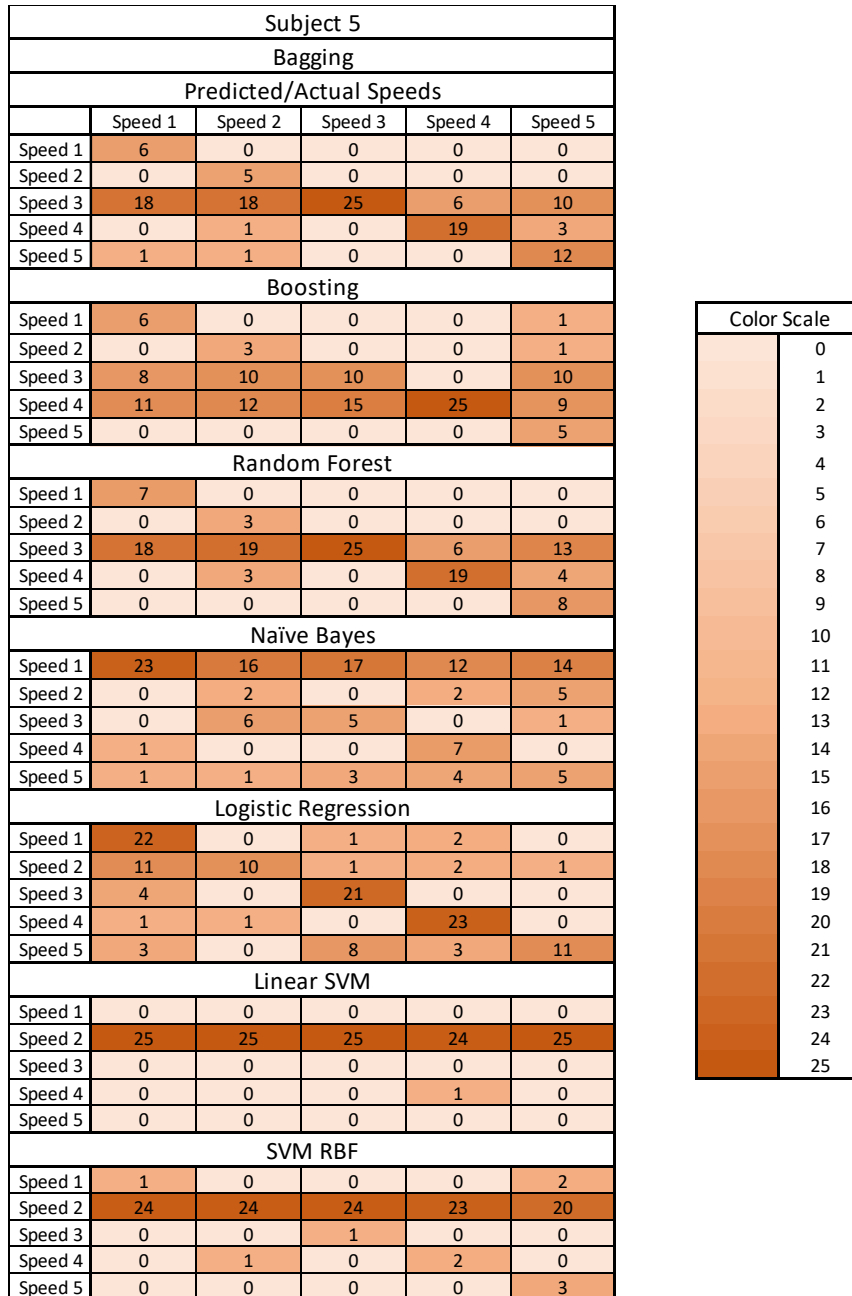 Subject 5
Bagging
Predicted/Actual Speeds
Speed 1 Speed 2 Speed 3 Speed 4 Speed 5
Speed 1 6 0 0 0 0
Speed 2 0 5 0 0 0
Speed 3 18 18 25 6 10
Speed 4 0 1 0 19 3
Speed 5 1 1 0 0 12
Boosting
Speed 1 6 0 0 0 1
Speed 2 0 3 0 0 1
Speed 3 8 10 10 0 10
Speed 4 11 12 15 25 9
Speed 5 0 0 0 0 5
Random Forest
Speed 1 7 0 0 0 0
Speed 2 0 3 0 0 0
Speed 3 18 19 25 6 13
Speed 4 0 3 0 19 4
Speed 5 0 0 0 0 8
Naïve Bayes
Speed 1 23 16 17 12 14
Speed 2 0 2 0 2 5
Speed 3 0 6 5 0 1
Speed 4 1 0 0 7 0
Speed 5 1 1 3 4 5
Logistic Regression
Speed 1 22 0 1 2 0
Speed 2 11 10 1 2 1
Speed 3 4 0 21 0 0
Speed 4 1 1 0 23 0
Speed 5 3 0 8 3 11
Linear SVM
Speed 1 0 0 0 0 0
Speed 2 25 25 25 24 25
Speed 3 0 0 0 0 0
Speed 4 0 0 0 1 0
Speed 5 0 0 0 0 0
SVM RBF
Speed 1 1 0 0 0 2
Speed 2 24 24 24 23 20
Speed 3 0 0 1 0 0
Speed 4 0 1 0 2 0
Speed 5 0 0 0 0 3
Color Scale
0
1
2
3
4
5
6
7
8
9
10
11
12
13
14
15
16
17
18
19
20
21
22
23
24
25